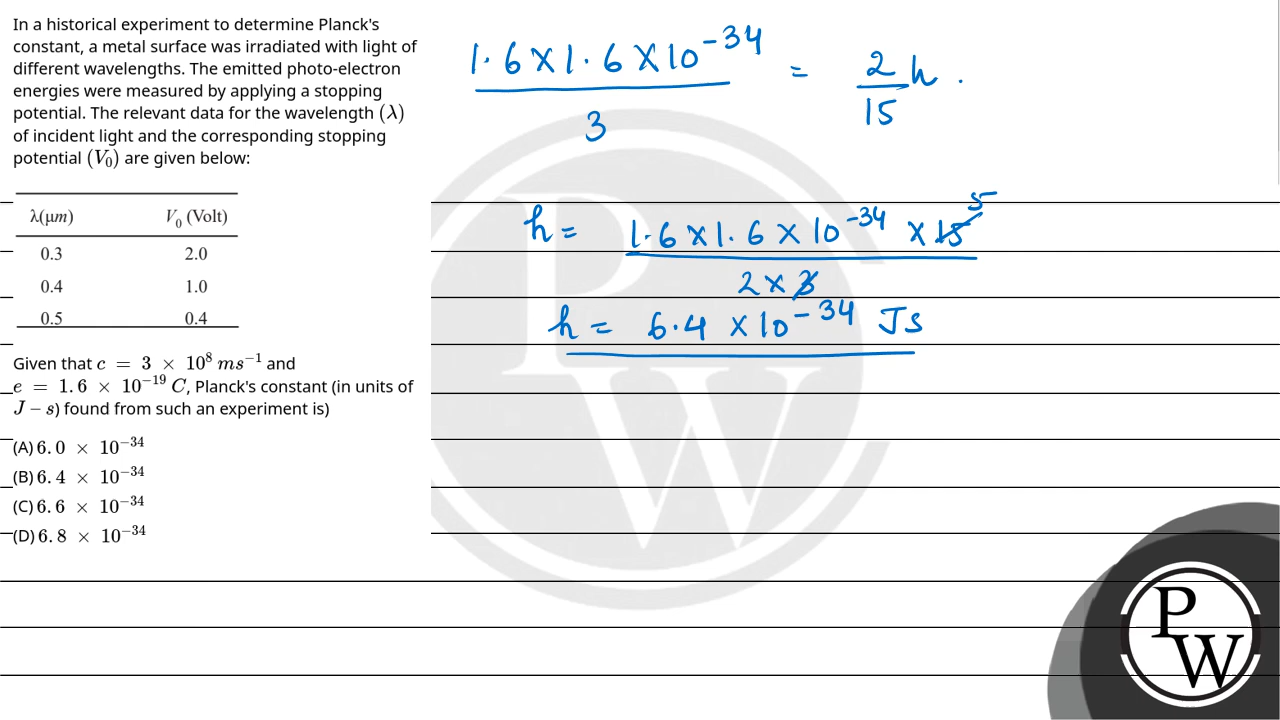 In a historical experiment to determine Planck's
constant, a metal surface was irradiated with light of
different wavelengths. The emitted photo-electron
energies were measured by applying a stopping
potential. The relevant data for the wavelength (λ)
of incident light and the corresponding stopping
potential (V₀) are given below:
λ(μm) V₀ (Volt)
0.3 2.0
0.4 1.0
0.5 0.4
Given that c = 3 × 10⁸ ms⁻¹ and
e = 1.6 × 10⁻¹⁹ C, Planck's constant (in units of
J – s) found from such an experiment is)
(A) 6.0 × 10⁻³⁴
(B) 6.4 × 10⁻³⁴
(C) 6.6 × 10⁻³⁴
(D) 6.8 × 10⁻³⁴
1.6 × 1.6 × 10⁻³⁴ / 3 = 2/15 h.
h = 1.6 × 1.6 × 10⁻³⁴ × 15 5 / 2 × 3
h = 6.4 × 10⁻³⁴ Js
P
W